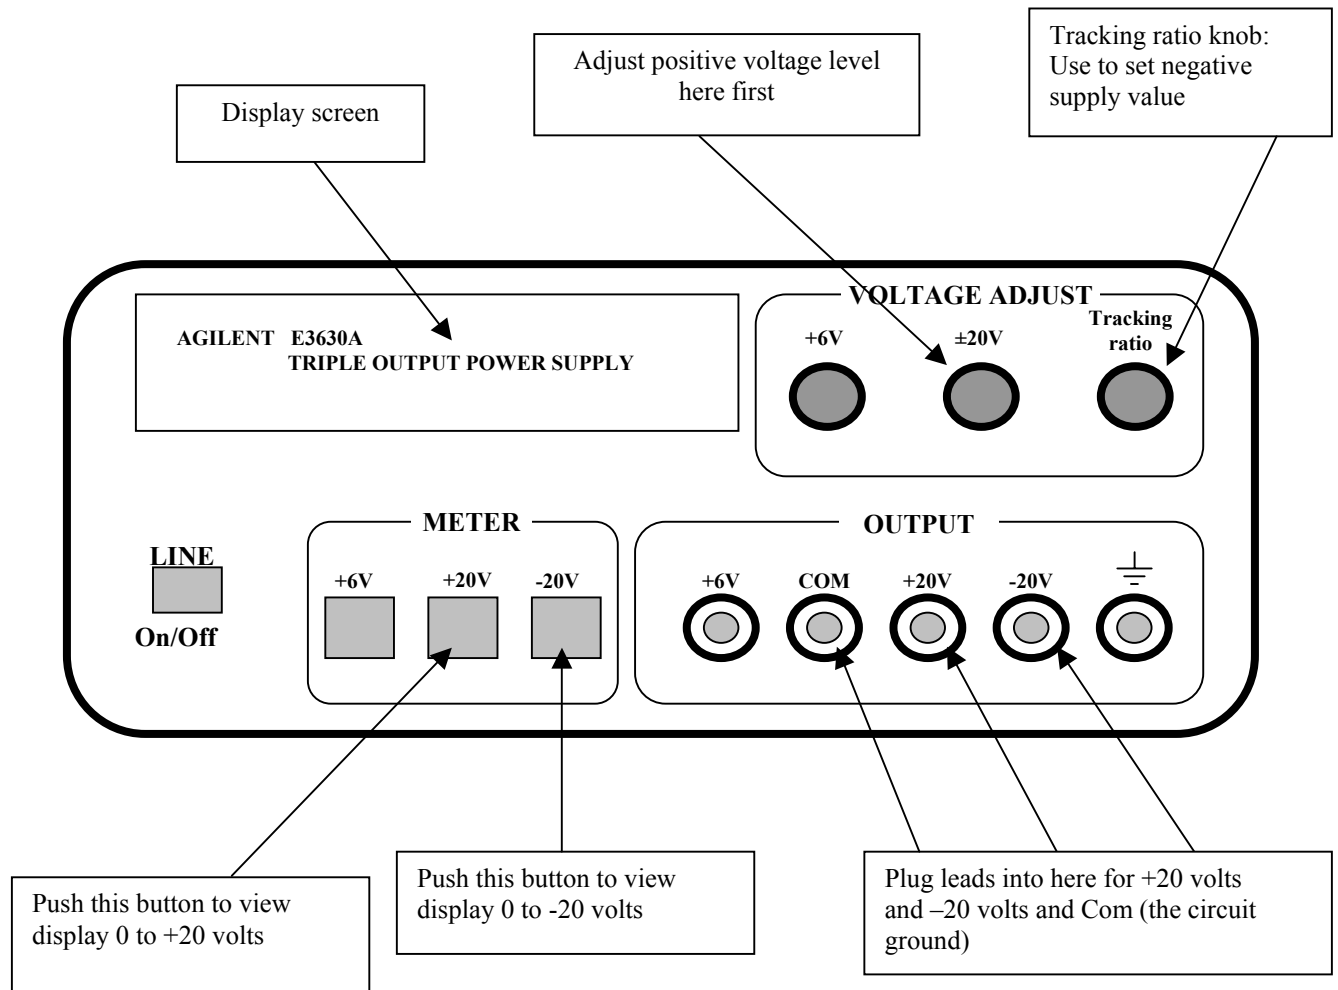 Tracking ratio knob:
Use to set negative
supply value
Adjust positive voltage level
here first
Display screen
VOLTAGE ADJUST
AGILENT E3630A
TRIPLE OUTPUT POWER SUPPLY
+6V
±20V
Tracking
ratio
METER
OUTPUT
LINE
On/Off
+6V
+20V
-20V
+6V
COM
+20V
-20V
Push this button to view
display 0 to +20 volts
Push this button to view
display 0 to -20 volts
Plug leads into here for +20 volts
and –20 volts and Com (the circuit
ground)